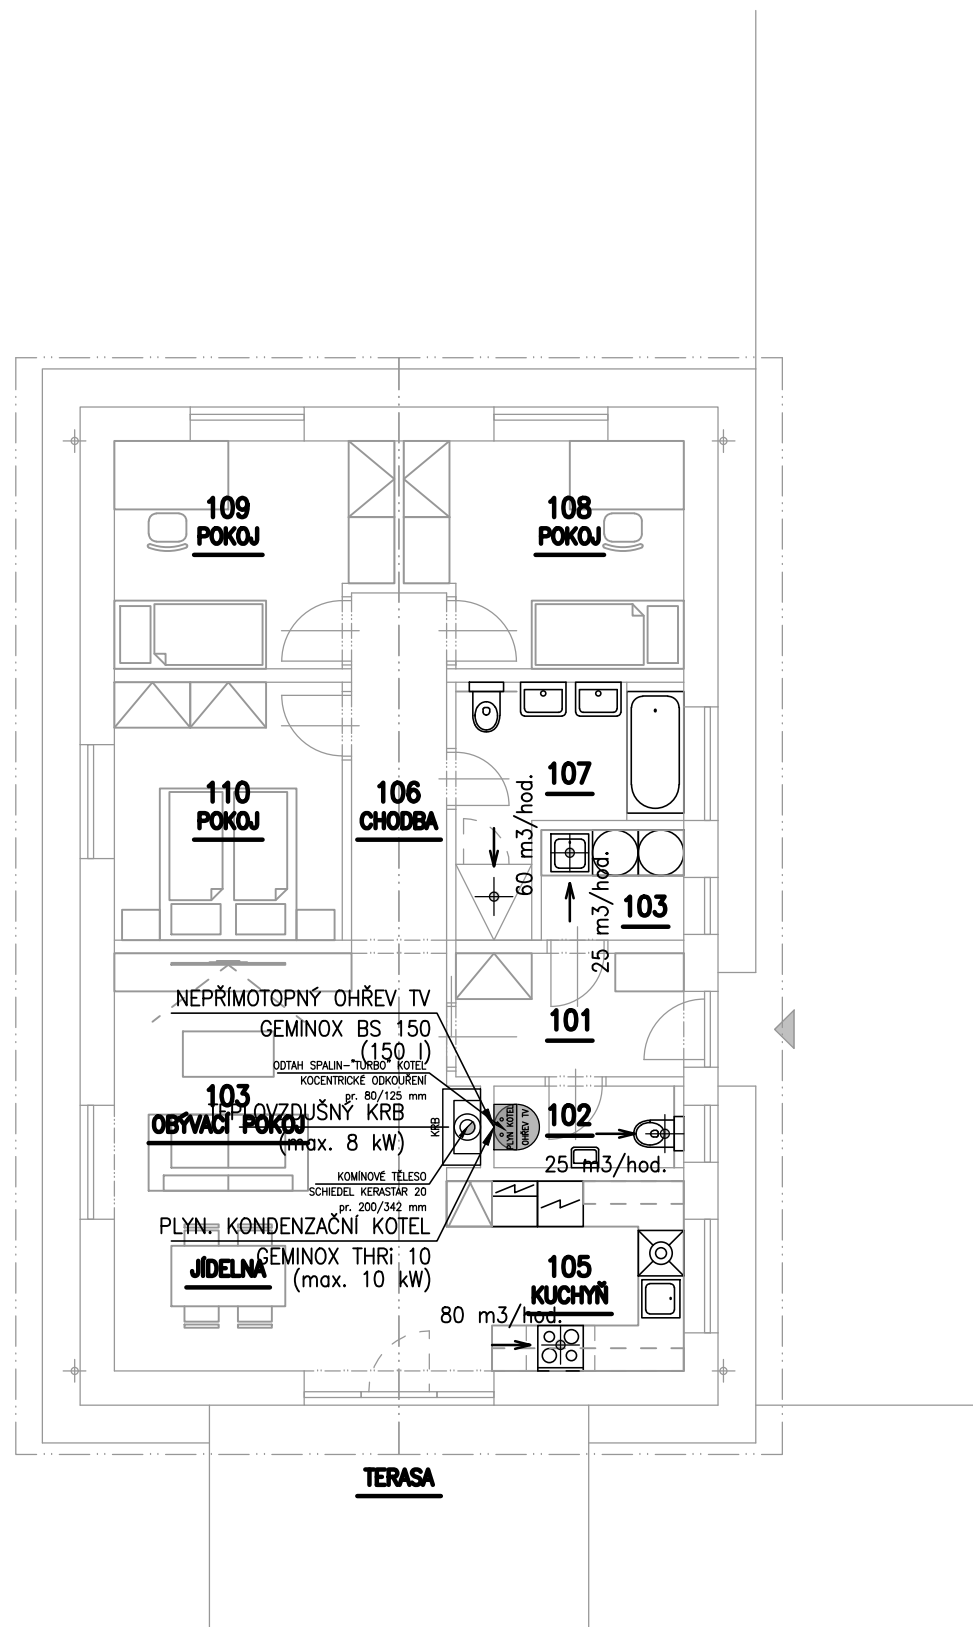 109
POKOJ
108
POKOJ
107
60 m3/hod.
110
POKOJ
106
CHODBA
25 m3/hod.
103
NEPŘÍMOTOPNÝ OHŘEV TV
GEMINOX BS 150
(150 l)
101
ODTAH SPALIN-"TURBO" KOTEL
KOCENTRICKÉ ODKOUŘENÍ
pr. 80/125 mm
103
OBÝVACÍ POKOJ
TEPLOVZDUŠNÝ KRB
(max. 8 kW)
KRB
PLYN. KOTEL
OHŘEV TV
102
25 m3/hod.
KOMÍNOVÉ TĚLESO
SCHIEDEL KERASTAR 20
pr. 200/342 mm
PLYN. KONDENZAČNÍ KOTEL
GEMINOX THRi 10
(max. 10 kW)
JÍDELNA
105
KUCHYŇ
80 m3/hod.
TERASA